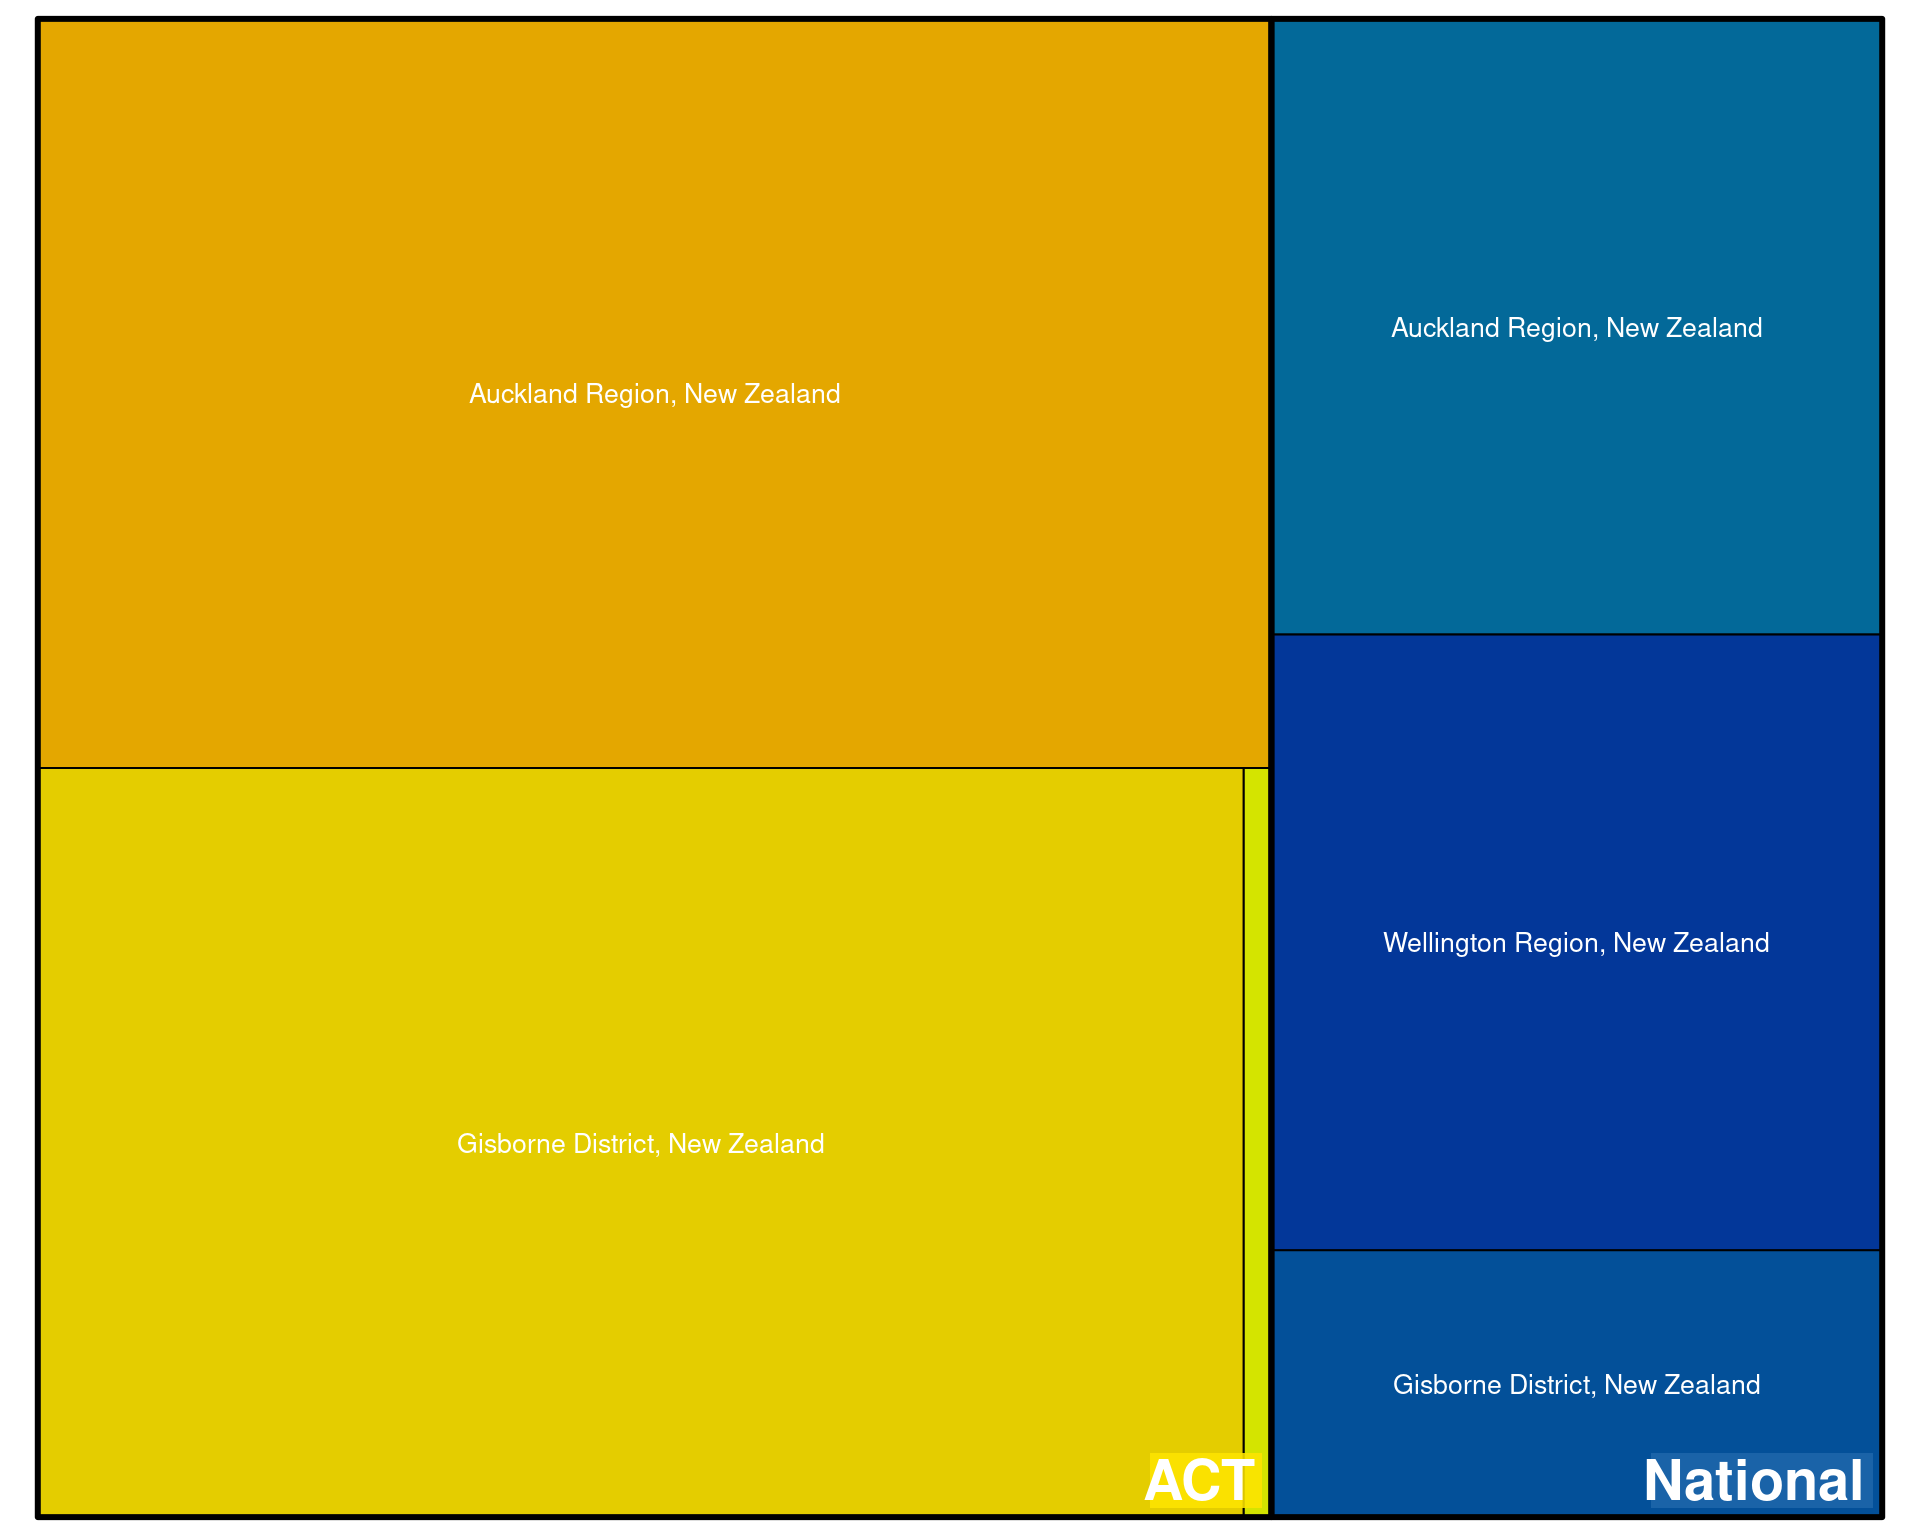 Auckland Region, New Zealand
Gisborne District, New Zealand
ACT
Auckland Region, New Zealand
Wellington Region, New Zealand
Gisborne District, New Zealand
National